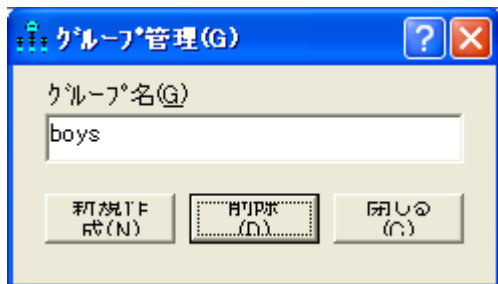 ｸﾞﾙｰﾌﾟ管理(G)
ｸﾞﾙｰﾌﾟ名(G)
boys
新規作
成(N)
削除
(D)
閉じる
(C)